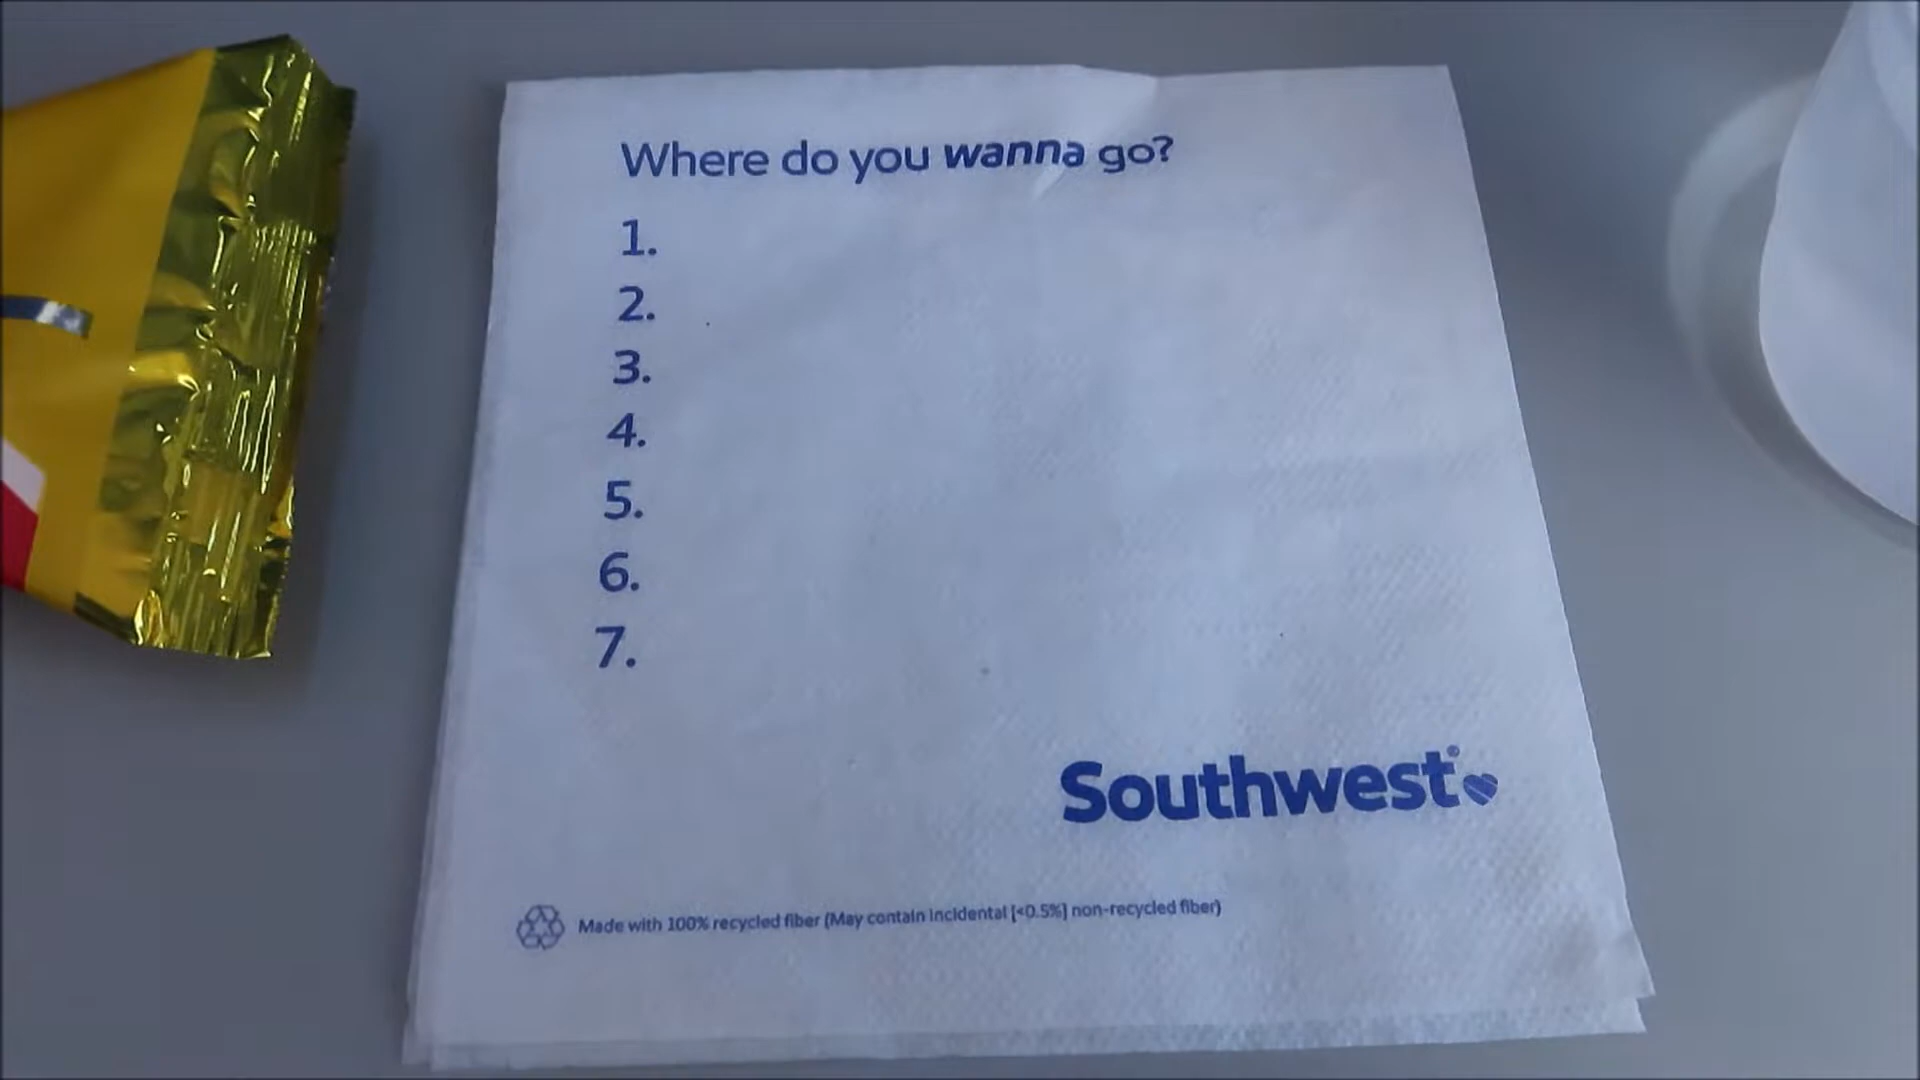 Where do you wanna go?
1.
2.
3.
4.
5.
6.
7.
Southwest®
Made with 100% recycled fiber (May contain incidental [<0.5%] non-recycled fiber)